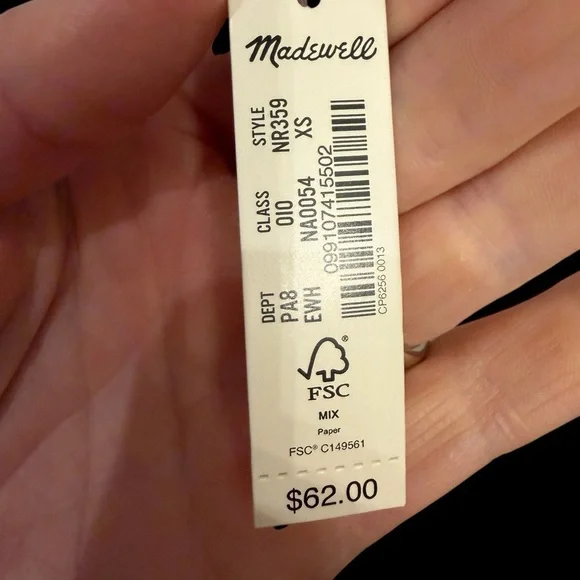 Madewell
DEPT CLASS STYLE
PA8 010 NR359
EWH NA0054 XS
099107415502
CP6256 0013
®
FSC
MIX
Paper
FSC® C149561
$62.00